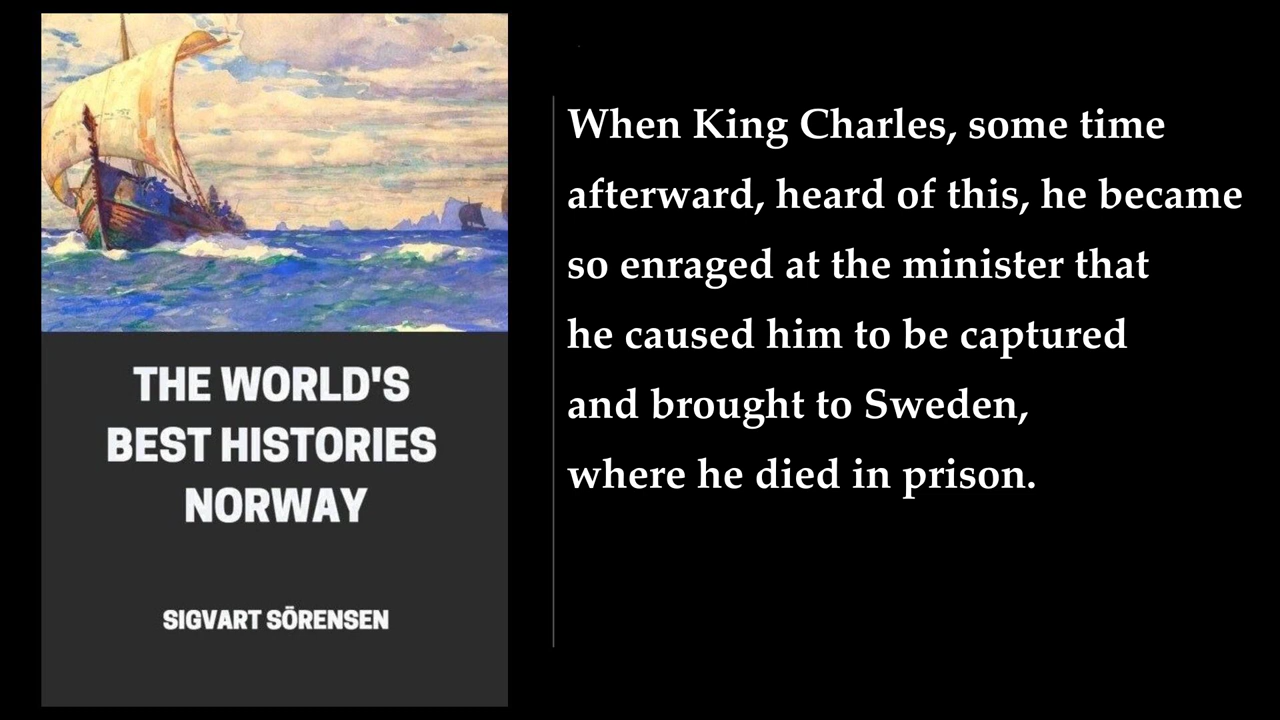 THE WORLD'S
BEST HISTORIES
NORWAY
SIGVART SÖRENSEN
When King Charles, some time
afterward, heard of this, he became
so enraged at the minister that
he caused him to be captured
and brought to Sweden,
where he died in prison.